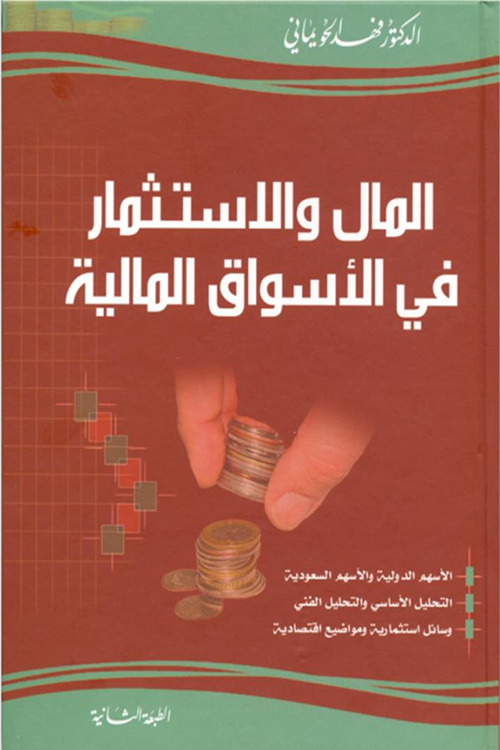 الدكتور فهد الحويماني
المال والاستثمار
في الأسواق المالية
الأسهم الدولية والأسهم السعودية
التحليل الأساسي والتحليل الفني
وسائل استثمارية ومواضيع اقتصادية
الطبعة الثانية